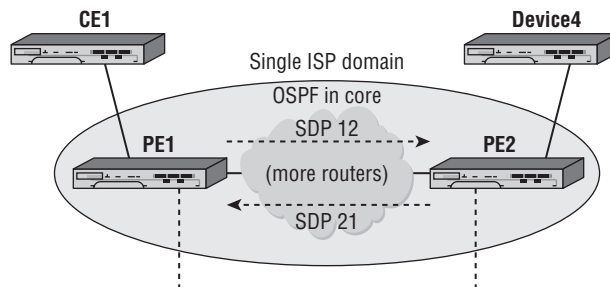 CE1
Device4
Single ISP domain
OSPF in core
PE1
SDP 12
PE2
(more routers)
SDP 21